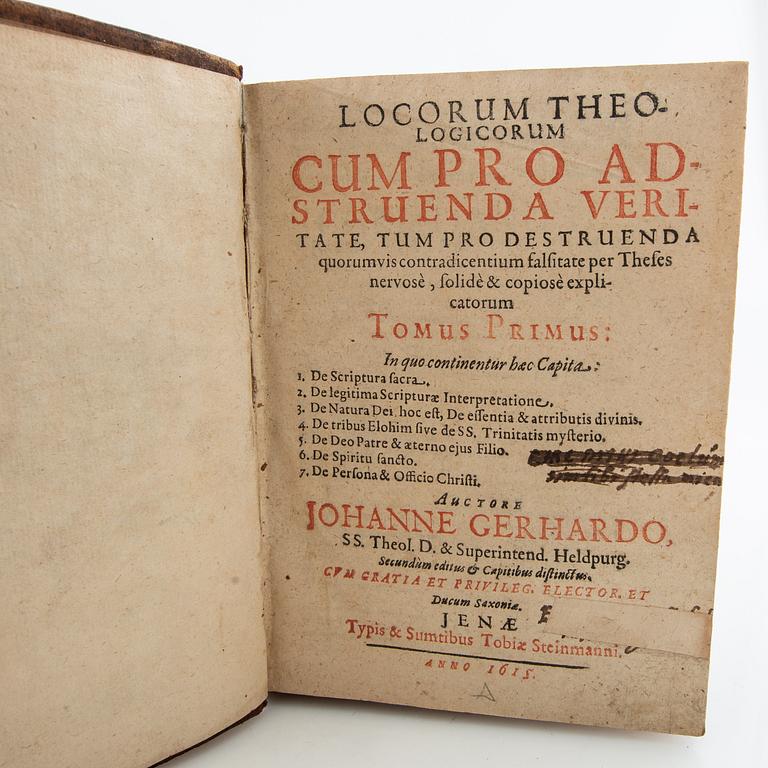 LOCORUM THEO-
LOGICORUM
CUM PRO AD-
STRUENDA VERI-
TATE, TUM PRO DESTRUENDA
quorumvis contradicentium falſitate per Theſes
nervosè, ſolidè & copiosè expli-
catorum
TOMUS PRIMUS:
In quo continentur hæc Capita:
1. De Scriptura ſacra.
2. De legitima Scripturæ Interpretatione.
3. De Natura Dei, hoc eſt, De eſſentia & attributis divinis.
4. De tribus Elohim ſive de SS. Trinitatis myſterio.
5. De Deo Patre & æterno ejus Filio.
6. De Spiritu ſancto.
7. De Perſona & Officio Chriſti.
AUCTORE
JOHANNE GERHARDO,
SS. Theol. D. & Superintend. Heldpurg.
Secundùm editus & Capitibus diſtinctus.
CVM GRATIA ET PRIVILEG. ELECTOR. ET
Ducum Saxoniæ.
JENÆ
Typis & Sumtibus Tobiæ Steinmanni.
ANNO 1615.